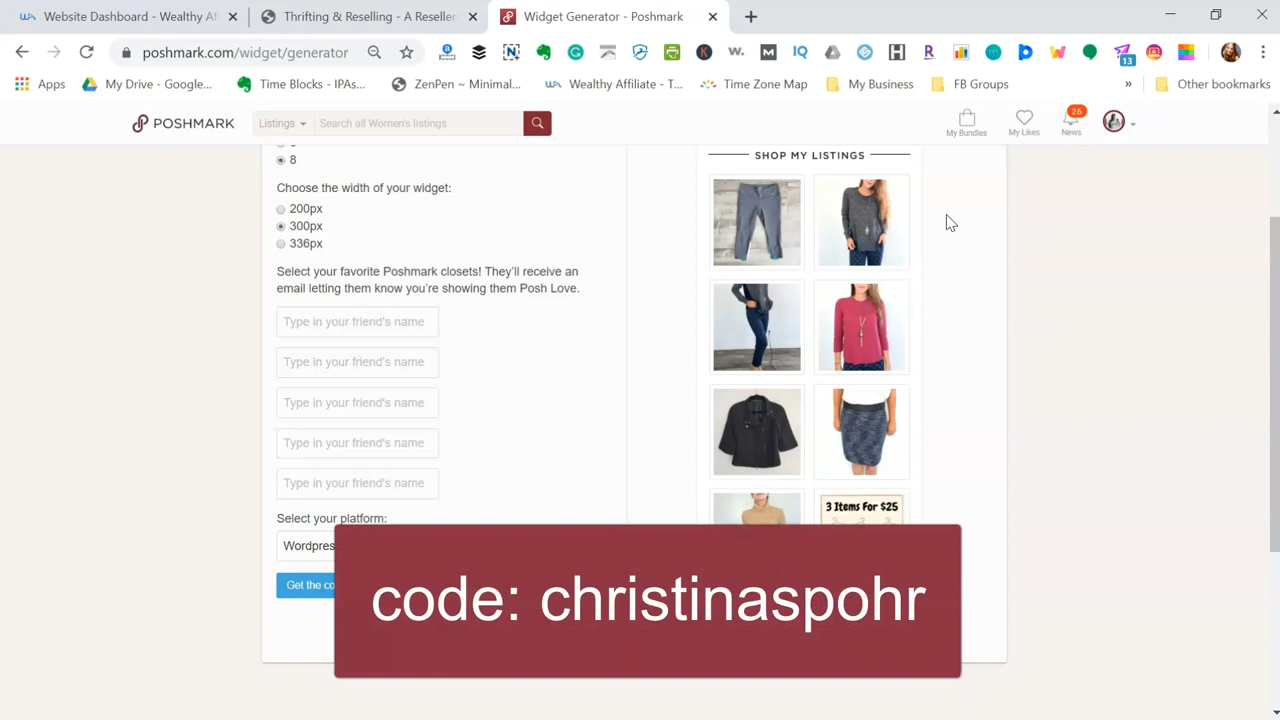 Website Dashboard - Wealthy Af
Thrifting & Reselling - A Reseller
Widget Generator - Poshmark
poshmark.com/widget/generator
13
Apps
My Drive - Google...
Time Blocks - IPAs...
ZenPen ~ Minimal...
Wealthy Affiliate - T...
Time Zone Map
My Business
FB Groups
»
Other bookmarks
POSHMARK
Listings
Search all women's listings
My Bundles
My Likes
26
News
8
Choose the width of your widget:
200px
300px
336px
Select your favorite Poshmark closets! They'll receive an
email letting them know you're showing them Posh Love.
Type in your friend's name
Type in your friend's name
Type in your friend's name
Type in your friend's name
Type in your friend's name
Select your platform:
Wordpres
Get the co
SHOP MY LISTINGS
3 Items For $25
code: christinaspohr